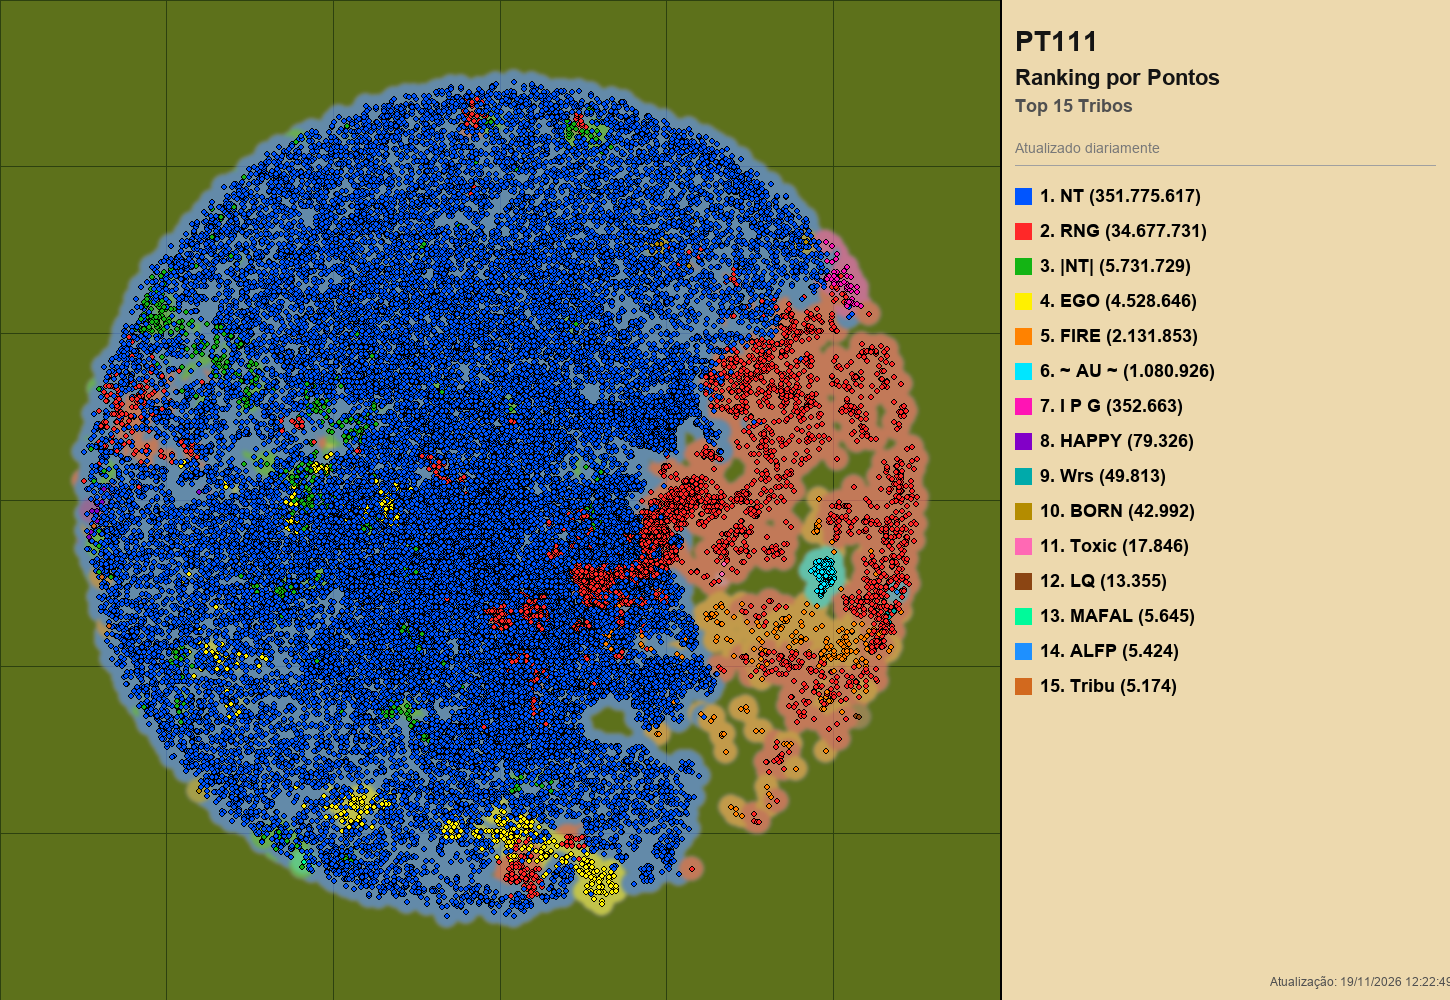 PT111
Ranking por Pontos
Top 15 Tribos
Atualizado diariamente
1. NT (351.775.617)
2. RNG (34.677.731)
3. |NT| (5.731.729)
4. EGO (4.528.646)
5. FIRE (2.131.853)
6. ~ AU ~ (1.080.926)
7. I P G (352.663)
8. HAPPY (79.326)
9. Wrs (49.813)
10. BORN (42.992)
11. Toxic (17.846)
12. LQ (13.355)
13. MAFAL (5.645)
14. ALFP (5.424)
15. Tribu (5.174)
Atualização: 19/11/2026 12:22:49